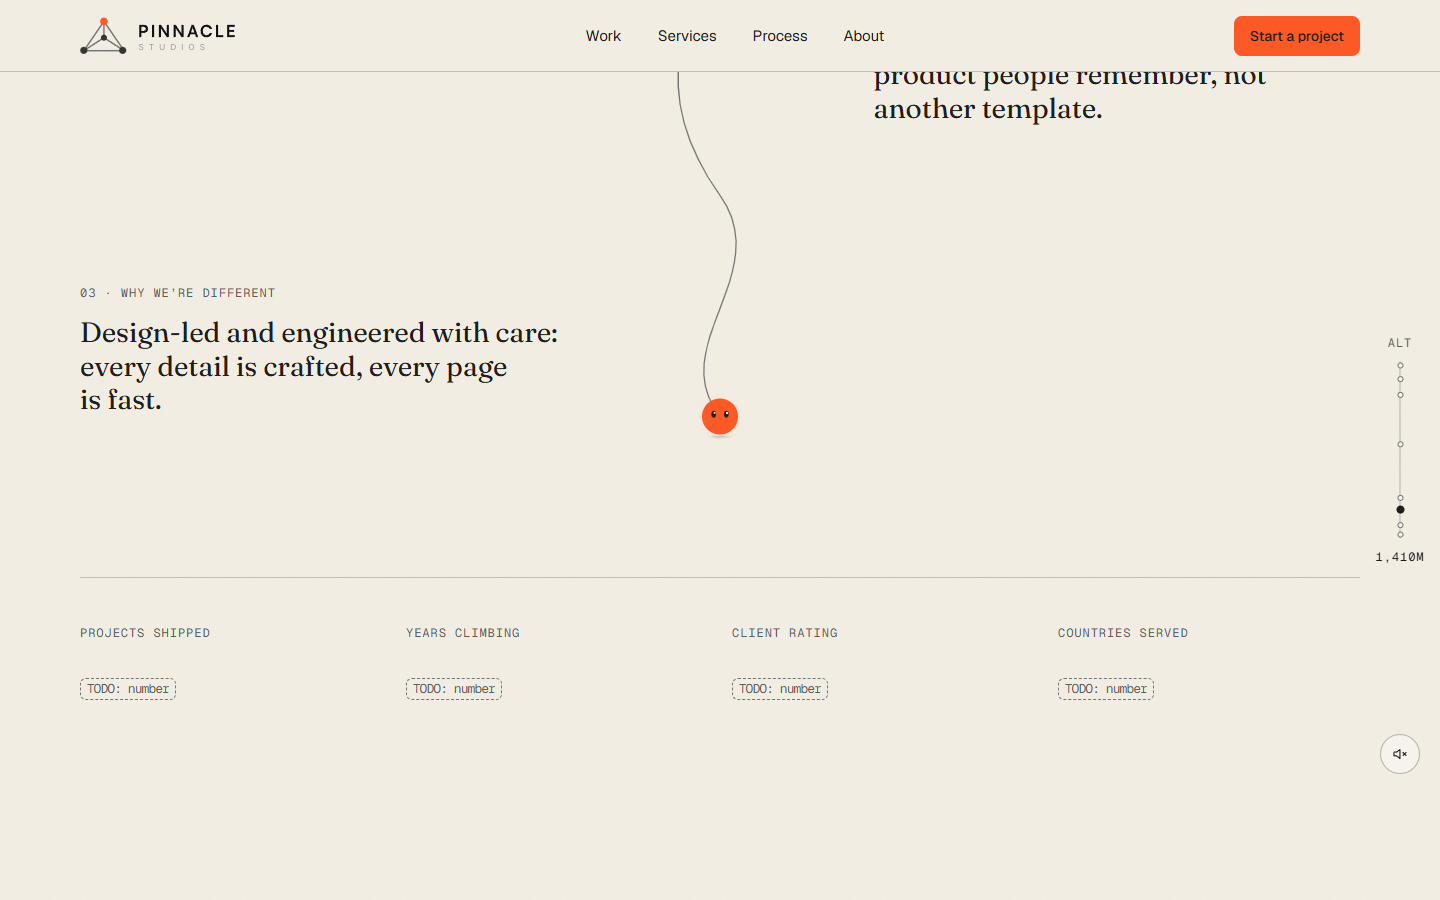 PINNACLE
STUDIOS
Work Services Process About
Start a project
product people remember, not
another template.
03 · WHY WE'RE DIFFERENT
Design-led and engineered with care:
every detail is crafted, every page
is fast.
ALT
1,410M
PROJECTS SHIPPED
TODO: number
YEARS CLIMBING
TODO: number
CLIENT RATING
TODO: number
COUNTRIES SERVED
TODO: number